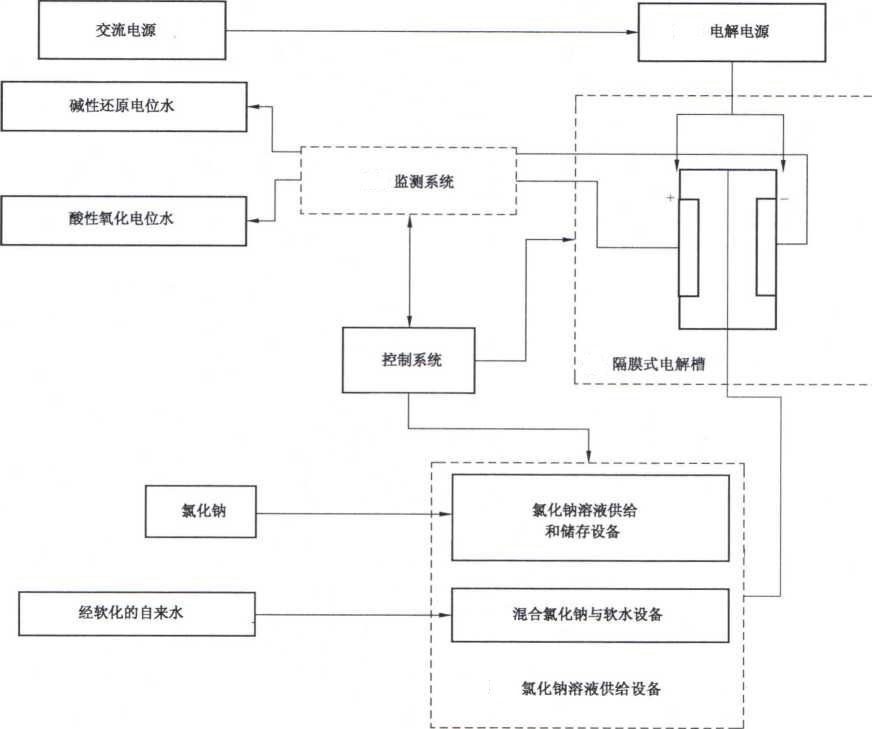 交流电源
电解电源
碱性还原电位水
监测系统
酸性氧化电位水
+
−
控制系统
隔膜式电解槽
氯化钠
氯化钠溶液供给
和储存设备
经软化的自来水
混合氯化钠与软水设备
氯化钠溶液供给设备